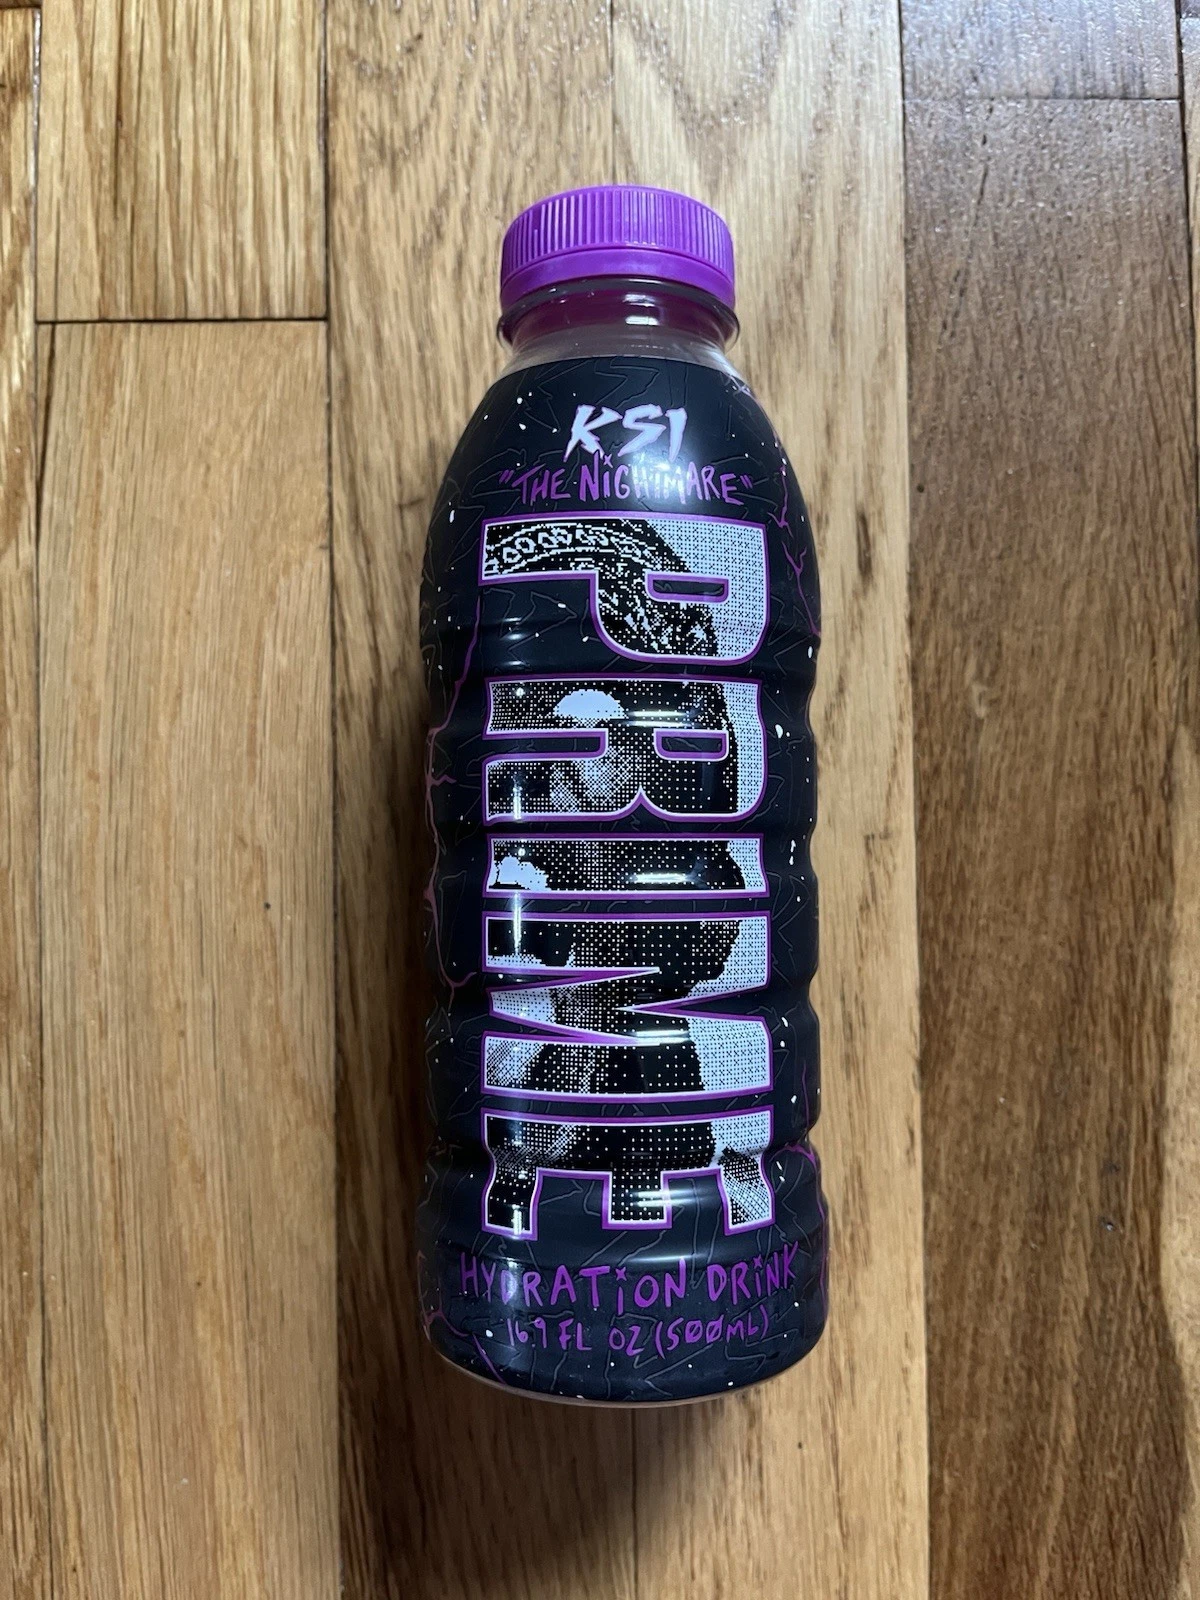 KSI
"THE NiGHTMARE"
PRIME
HYDRATiON DRiNK
16.9 FL OZ (500mL)